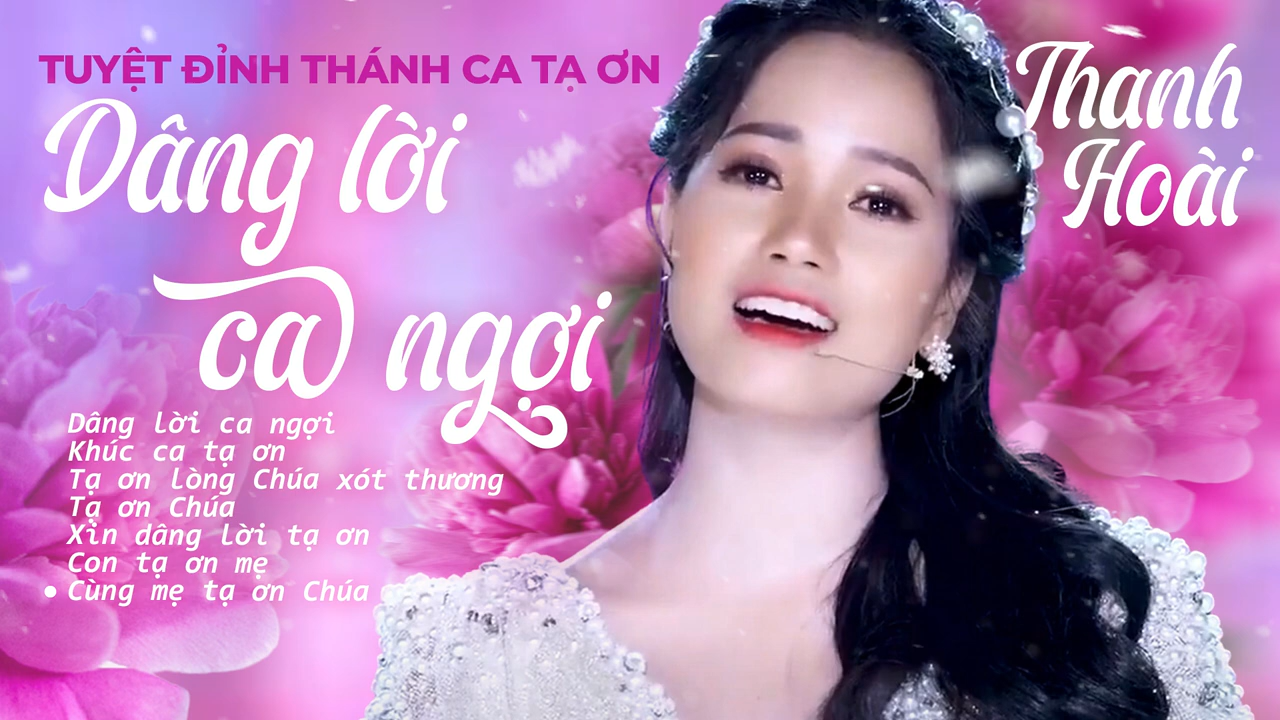 TUYỆT ĐỈNH THÁNH CA TẠ ƠN
Dâng lời
ca ngợi
Thanh
Hoài
Dâng lời ca ngợi
Khúc ca tạ ơn
Tạ ơn lòng Chúa xót thương
Tạ ơn Chúa
Xin dâng lời tạ ơn
Con tạ ơn mẹ
• Cùng mẹ tạ ơn Chúa